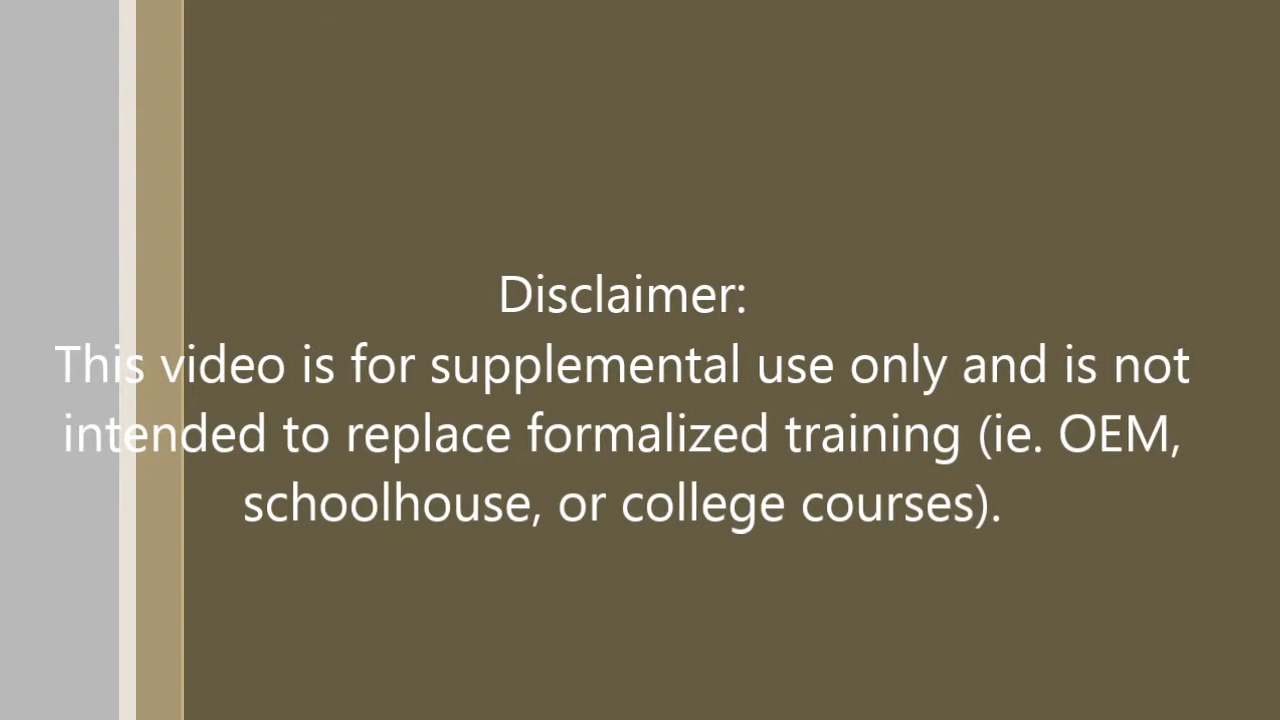 Disclaimer:
This video is for supplemental use only and is not
intended to replace formalized training (ie. OEM,
schoolhouse, or college courses).